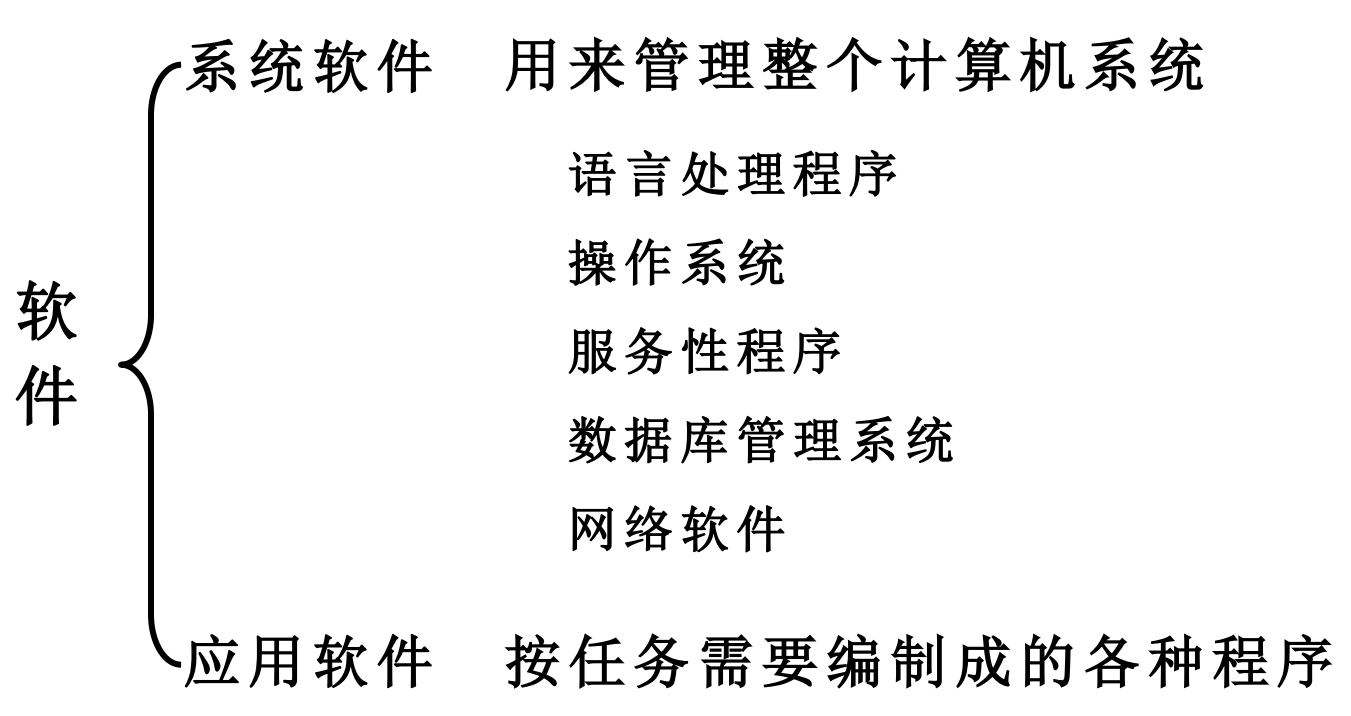 软件
系统软件 用来管理整个计算机系统
语言处理程序
操作系统
服务性程序
数据库管理系统
网络软件
应用软件 按任务需要编制成的各种程序